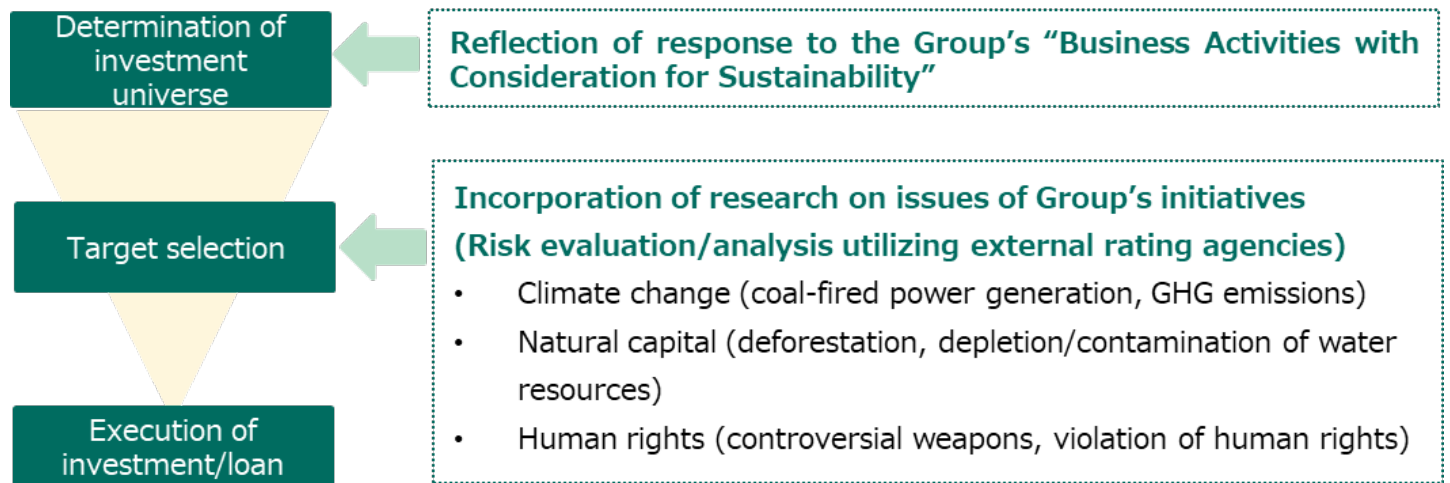 Determination of
investment
universe
Reflection of response to the Group’s “Business Activities with
Consideration for Sustainability”
Target selection
Incorporation of research on issues of Group’s initiatives
(Risk evaluation/analysis utilizing external rating agencies)
• Climate change (coal-fired power generation, GHG emissions)
• Natural capital (deforestation, depletion/contamination of water
resources)
• Human rights (controversial weapons, violation of human rights)
Execution of
investment/loan